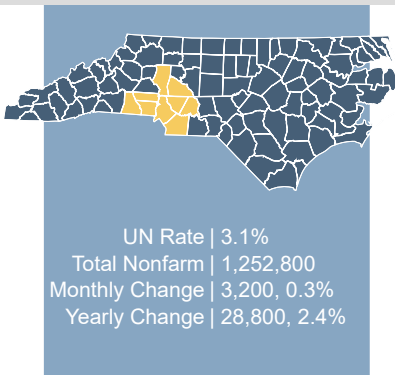 UN Rate | 3.1%
Total Nonfarm | 1,252,800
Monthly Change | 3,200, 0.3%
Yearly Change | 28,800, 2.4%